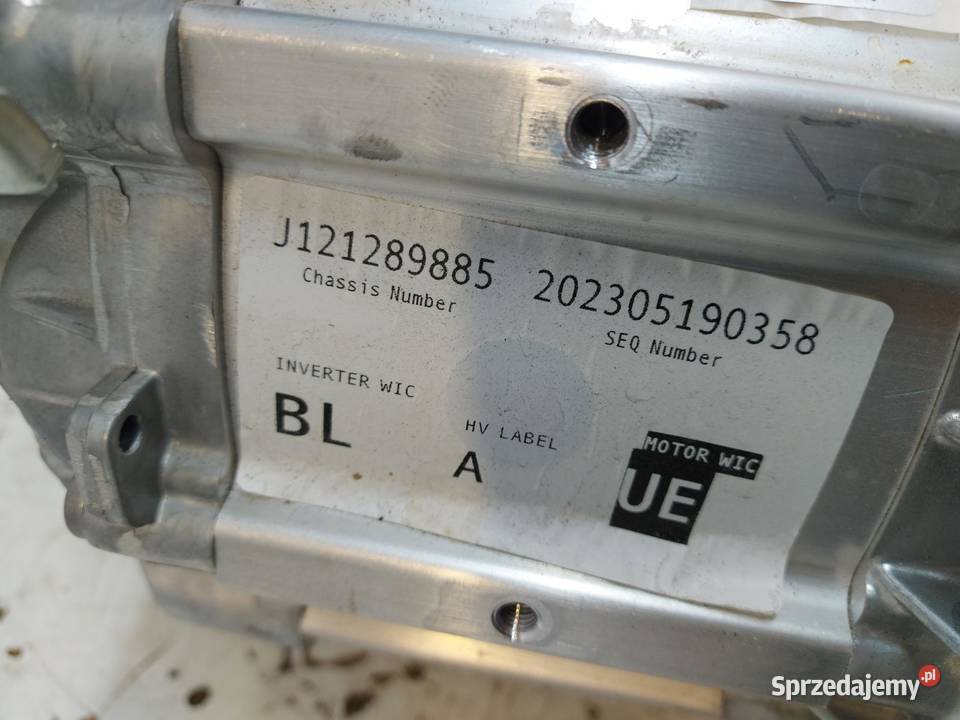 J121289885 202305190358
Chassis Number SEQ Number
INVERTER WIC HV LABEL MOTOR WIC
BL A UE
Sprzedajemy.pl